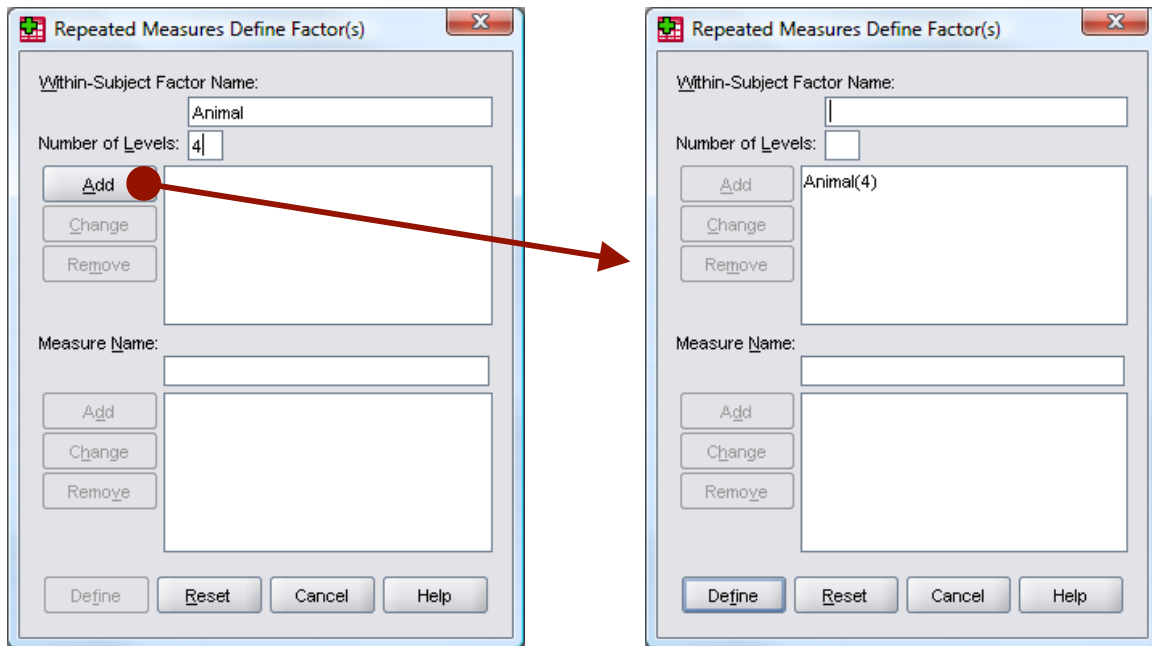 Repeated Measures Define Factor(s)
Within-Subject Factor Name:
Animal
Number of Levels: 4
Add
Change
Remove
Measure Name:
Add
Change
Remove
Define Reset Cancel Help
Repeated Measures Define Factor(s)
Within-Subject Factor Name:
Number of Levels:
Add Animal(4)
Change
Remove
Measure Name:
Add
Change
Remove
Define Reset Cancel Help